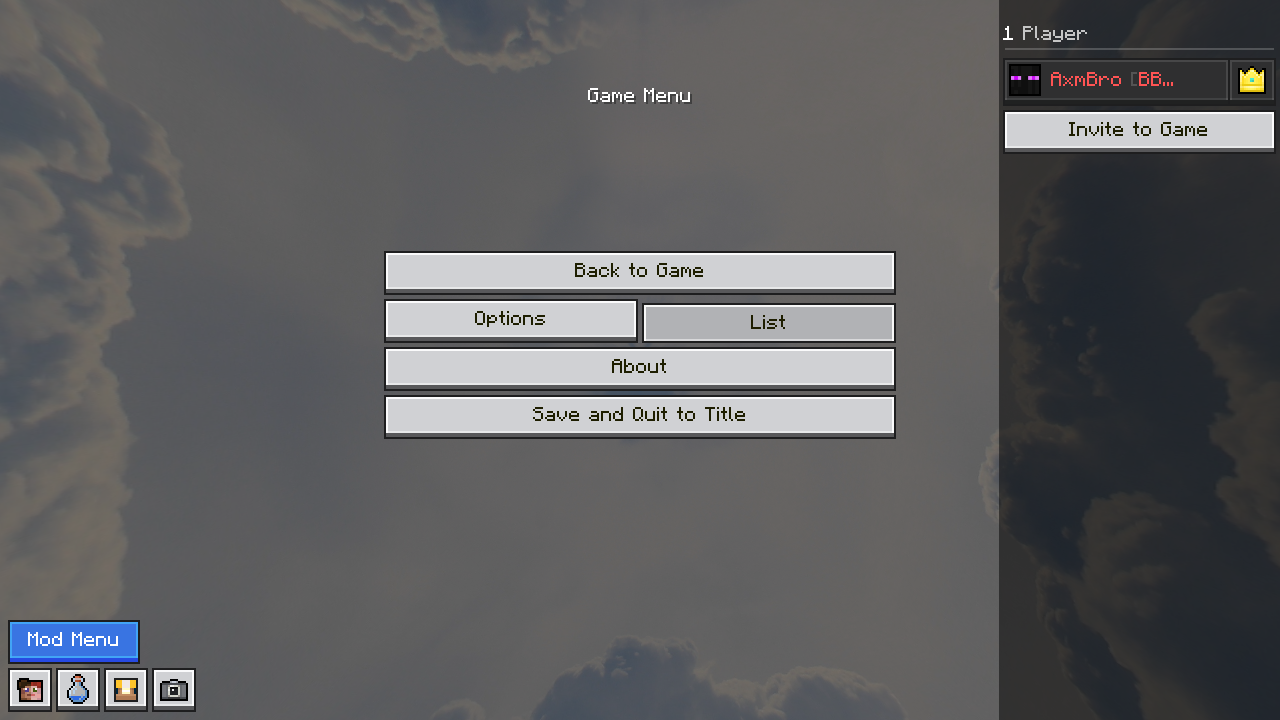 Game Menu
Back to Game
Options
List
About
Save and Quit to Title
Mod Menu
1 Player
AxmBro [BB...
Invite to Game